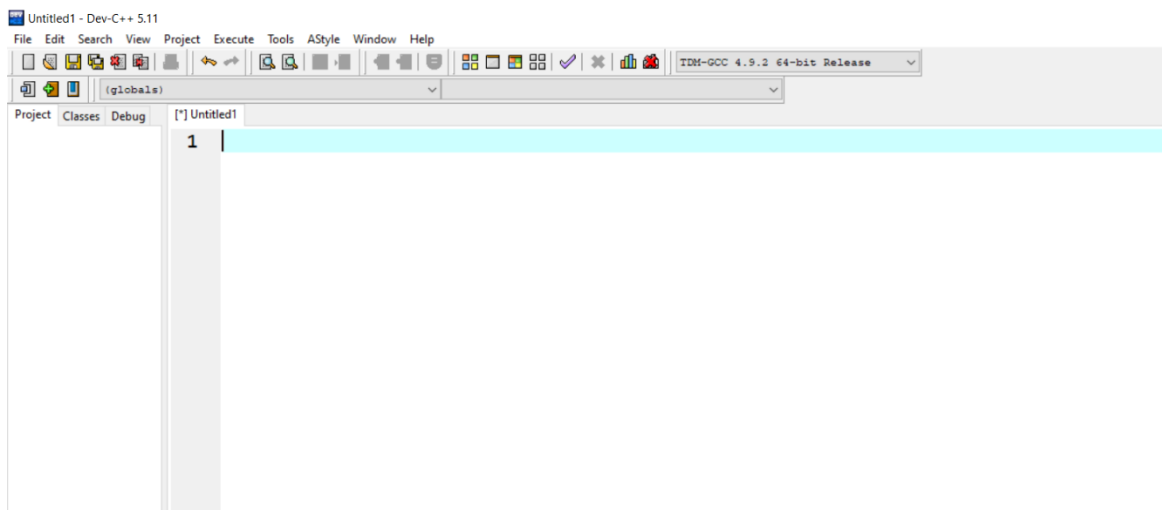 Untitled1 - Dev-C++ 5.11
File Edit Search View Project Execute Tools AStyle Window Help
TDM-GCC 4.9.2 64-bit Release
(globals)
Project Classes Debug [*] Untitled1
1